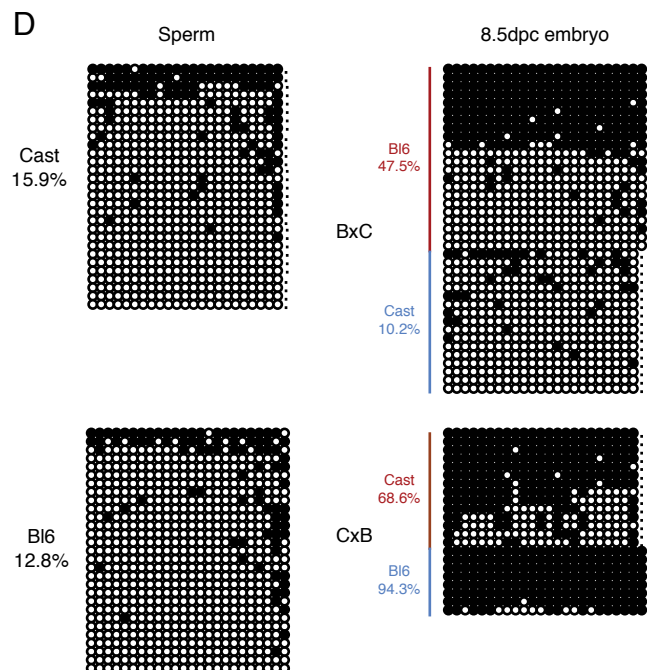 D
Sperm
8.5dpc embryo
Cast
15.9%
Bl6
47.5%
BxC
Cast
10.2%
Bl6
12.8%
Cast
68.6%
CxB
Bl6
94.3%